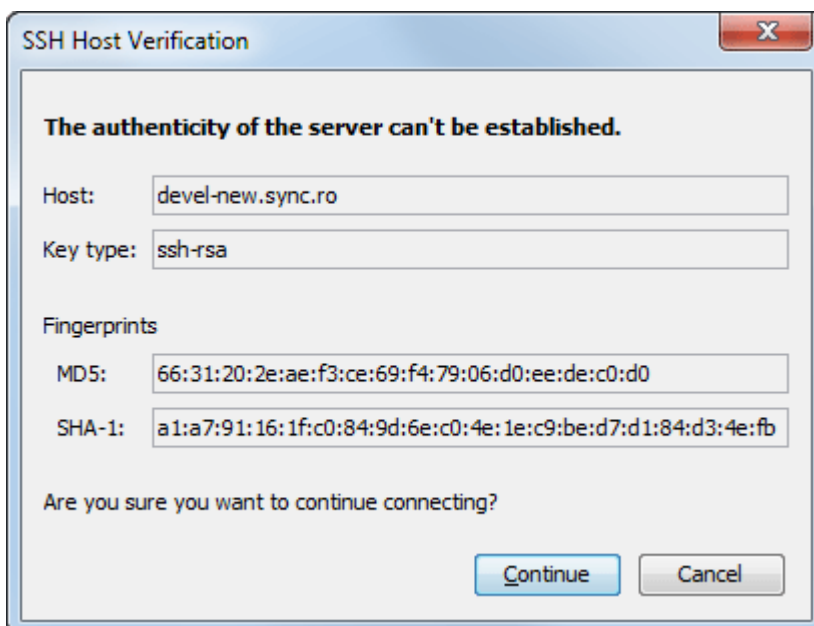 SSH Host Verification
The authenticity of the server can't be established.
Host: devel-new.sync.ro
Key type: ssh-rsa
Fingerprints
MD5: 66:31:20:2e:ae:f3:ce:69:f4:79:06:d0:ee:de:c0:d0
SHA-1: a1:a7:91:16:1f:c0:84:9d:6e:c0:4e:1e:c9:be:d7:d1:84:d3:4e:fb
Are you sure you want to continue connecting?
Continue Cancel